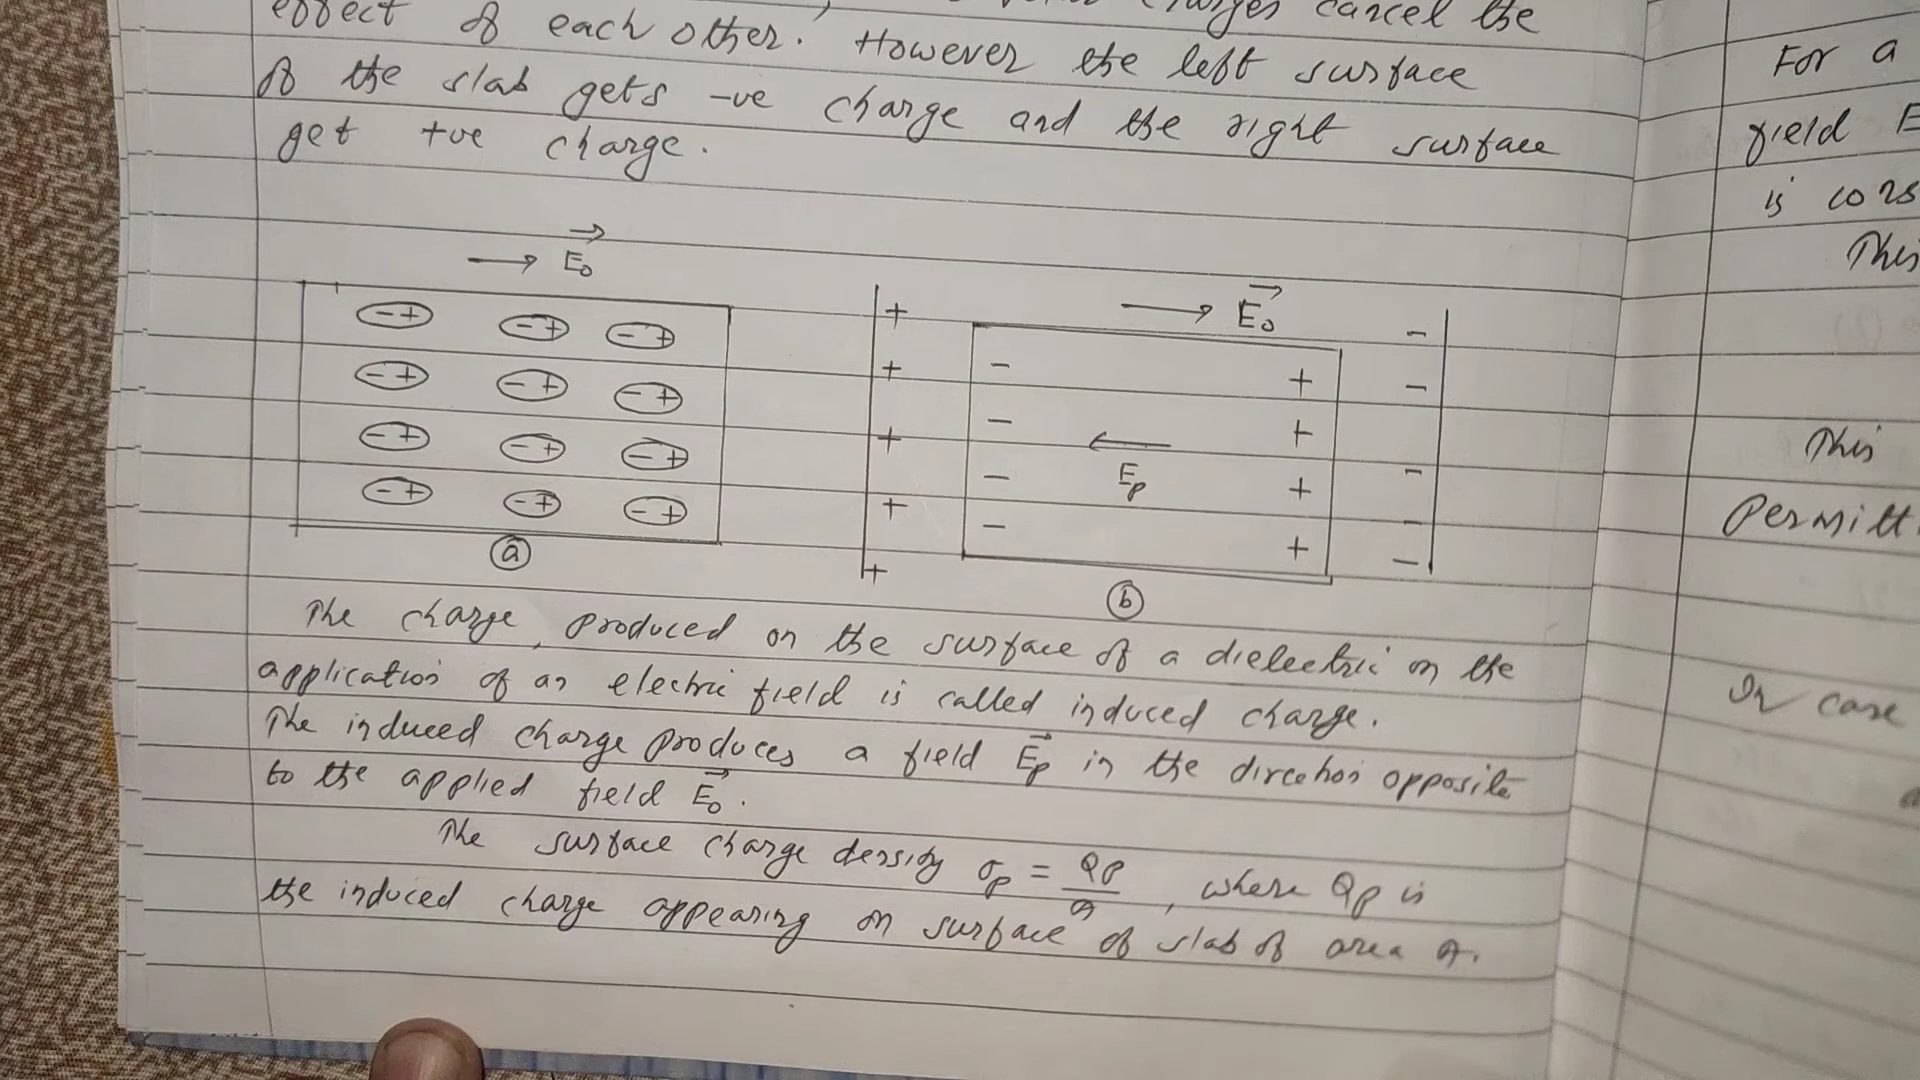 effect of each other. However the left surface
charges cancel the
of the slab gets -ve charge and the right surface
get +ve charge.
→ E₀
- + - + - +
- + - + - +
- + - + - +
- + - + - +
a
→ E₀
+ -
+ - + -
+ - + -
+ - + -
+ - + -
Eₚ
b
The charge produced on the surface of a dielectric on the
application of an electric field is called induced charge.
The induced charge produces a field Eₚ in the direction opposite
to the applied field E₀.
The surface charge density σₚ = Qₚ/A, where Qₚ is
the induced charge appearing on surface of slab of area A.
For a
field E
is cons
This
This
Permitt
In case